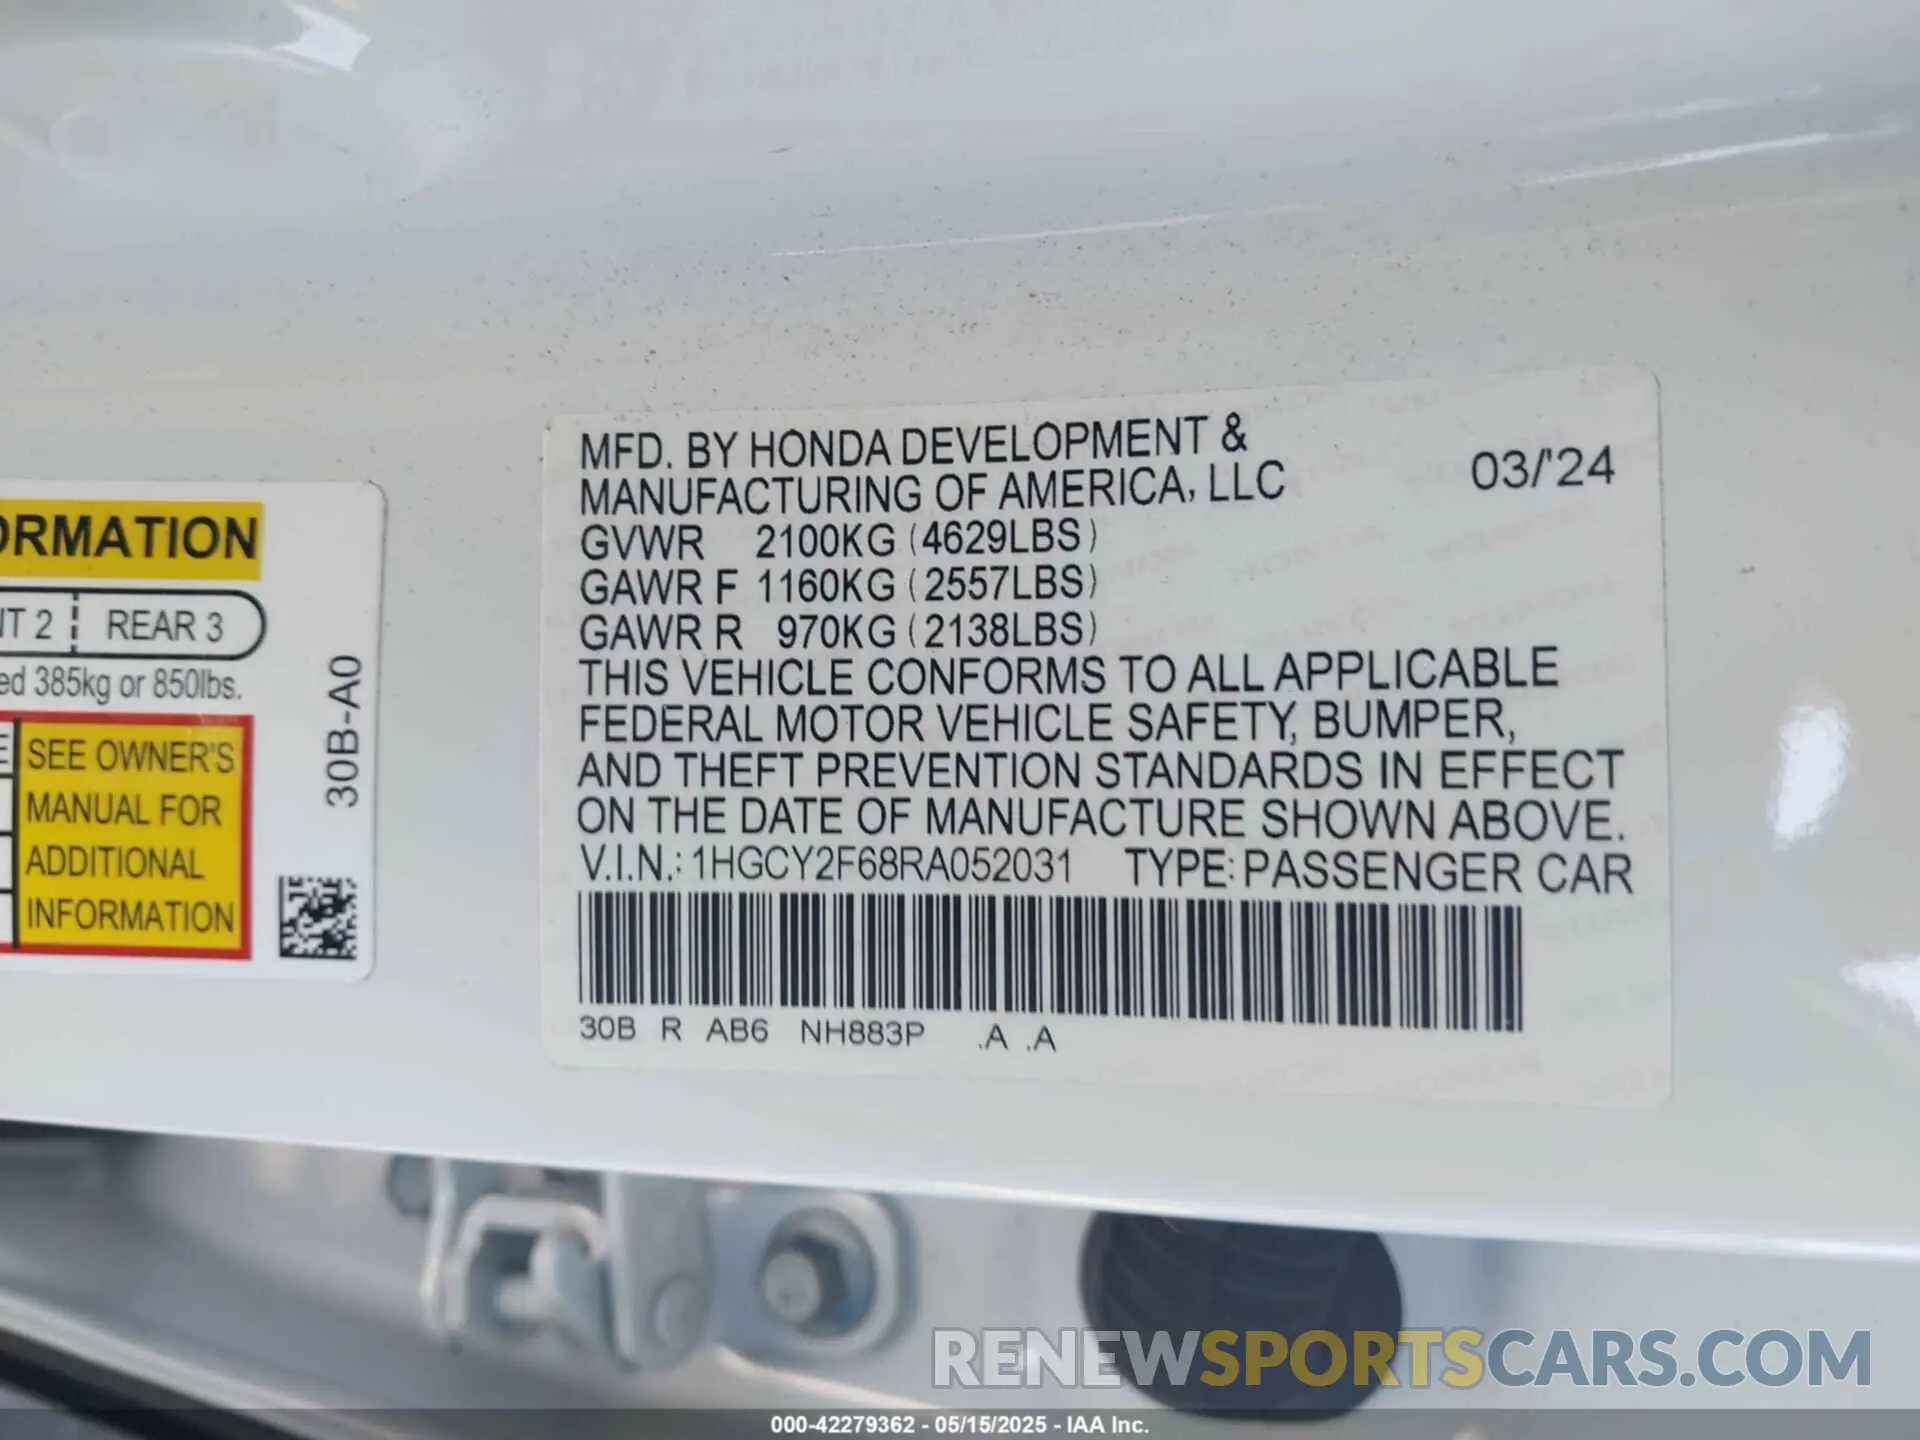 ORMATION
NT 2 REAR 3
ed 385kg or 850lbs.
E
SEE OWNER'S
MANUAL FOR
ADDITIONAL
INFORMATION
30B-A0
MFD. BY HONDA DEVELOPMENT &
MANUFACTURING OF AMERICA, LLC 03/'24
GVWR 2100KG (4629LBS)
GAWR F 1160KG (2557LBS)
GAWR R 970KG (2138LBS)
THIS VEHICLE CONFORMS TO ALL APPLICABLE
FEDERAL MOTOR VEHICLE SAFETY, BUMPER,
AND THEFT PREVENTION STANDARDS IN EFFECT
ON THE DATE OF MANUFACTURE SHOWN ABOVE.
V.I.N.: 1HGCY2F68RA052031 TYPE: PASSENGER CAR
30B R AB6 NH883P .A .A
RENEWSPORTSCARS.COM
000-42279362 - 05/15/2025 - IAA Inc.